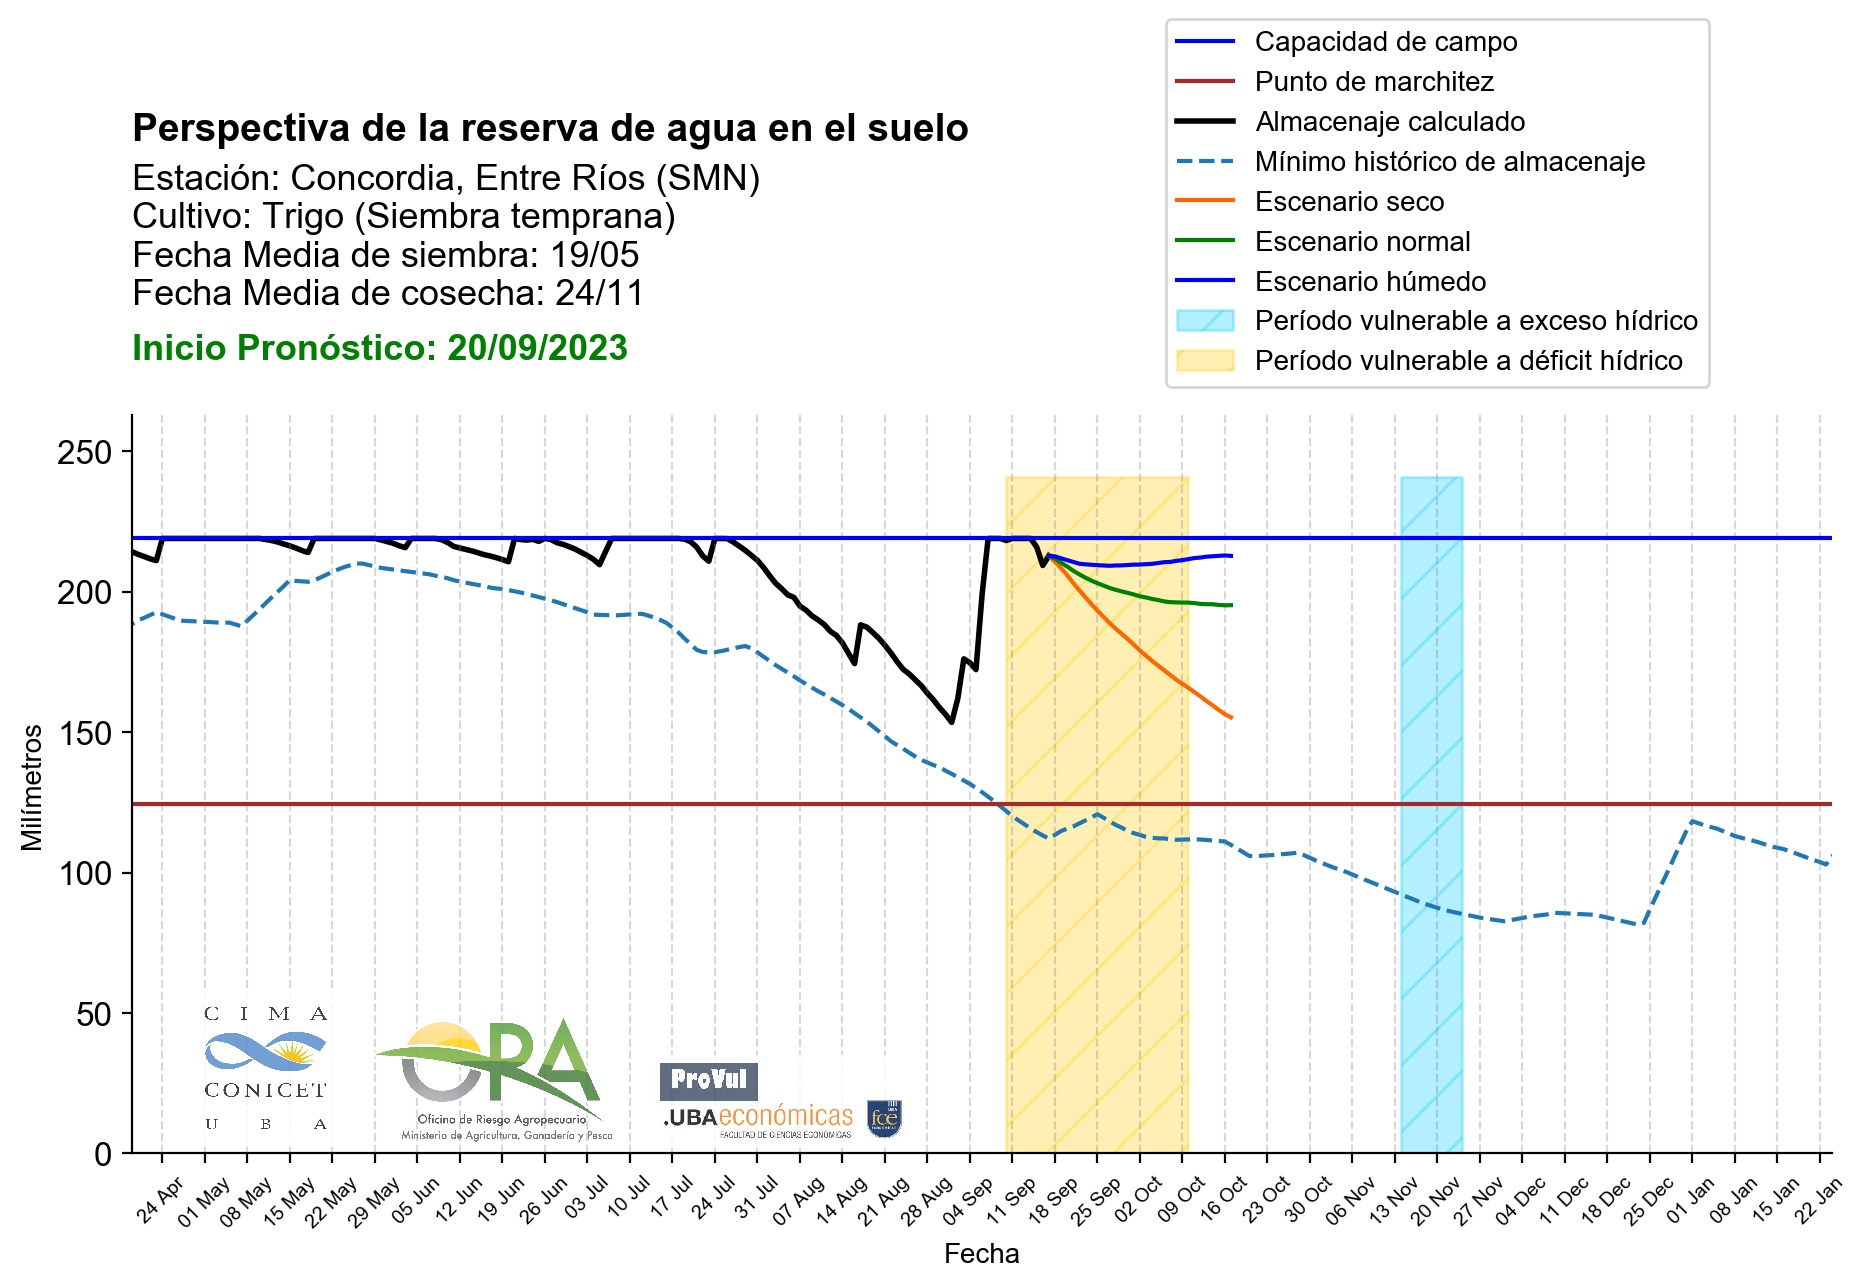 Capacidad de campo
Punto de marchitez
Almacenaje calculado
Mínimo histórico de almacenaje
Escenario seco
Escenario normal
Escenario húmedo
Período vulnerable a exceso hídrico
Período vulnerable a déficit hídrico
Perspectiva de la reserva de agua en el suelo
Estación: Concordia, Entre Ríos (SMN)
Cultivo: Trigo (Siembra temprana)
Fecha Media de siembra: 19/05
Fecha Media de cosecha: 24/11
Inicio Pronóstico: 20/09/2023
250
200
150
100
50
0
Milímetros
CIMA
CONICET
UBA
ORA
Oficina de Riesgo Agropecuario
Ministerio de Agricultura, Ganadería y Pesca
ProVul
.UBAeconómicas
FACULTAD DE CIENCIAS ECONÓMICAS
fce
24 Apr
01 May
08 May
15 May
22 May
29 May
05 Jun
12 Jun
19 Jun
26 Jun
03 Jul
10 Jul
17 Jul
24 Jul
31 Jul
07 Aug
14 Aug
21 Aug
28 Aug
04 Sep
11 Sep
18 Sep
25 Sep
02 Oct
09 Oct
16 Oct
23 Oct
30 Oct
06 Nov
13 Nov
20 Nov
27 Nov
04 Dec
11 Dec
18 Dec
25 Dec
01 Jan
08 Jan
15 Jan
22 Jan
Fecha